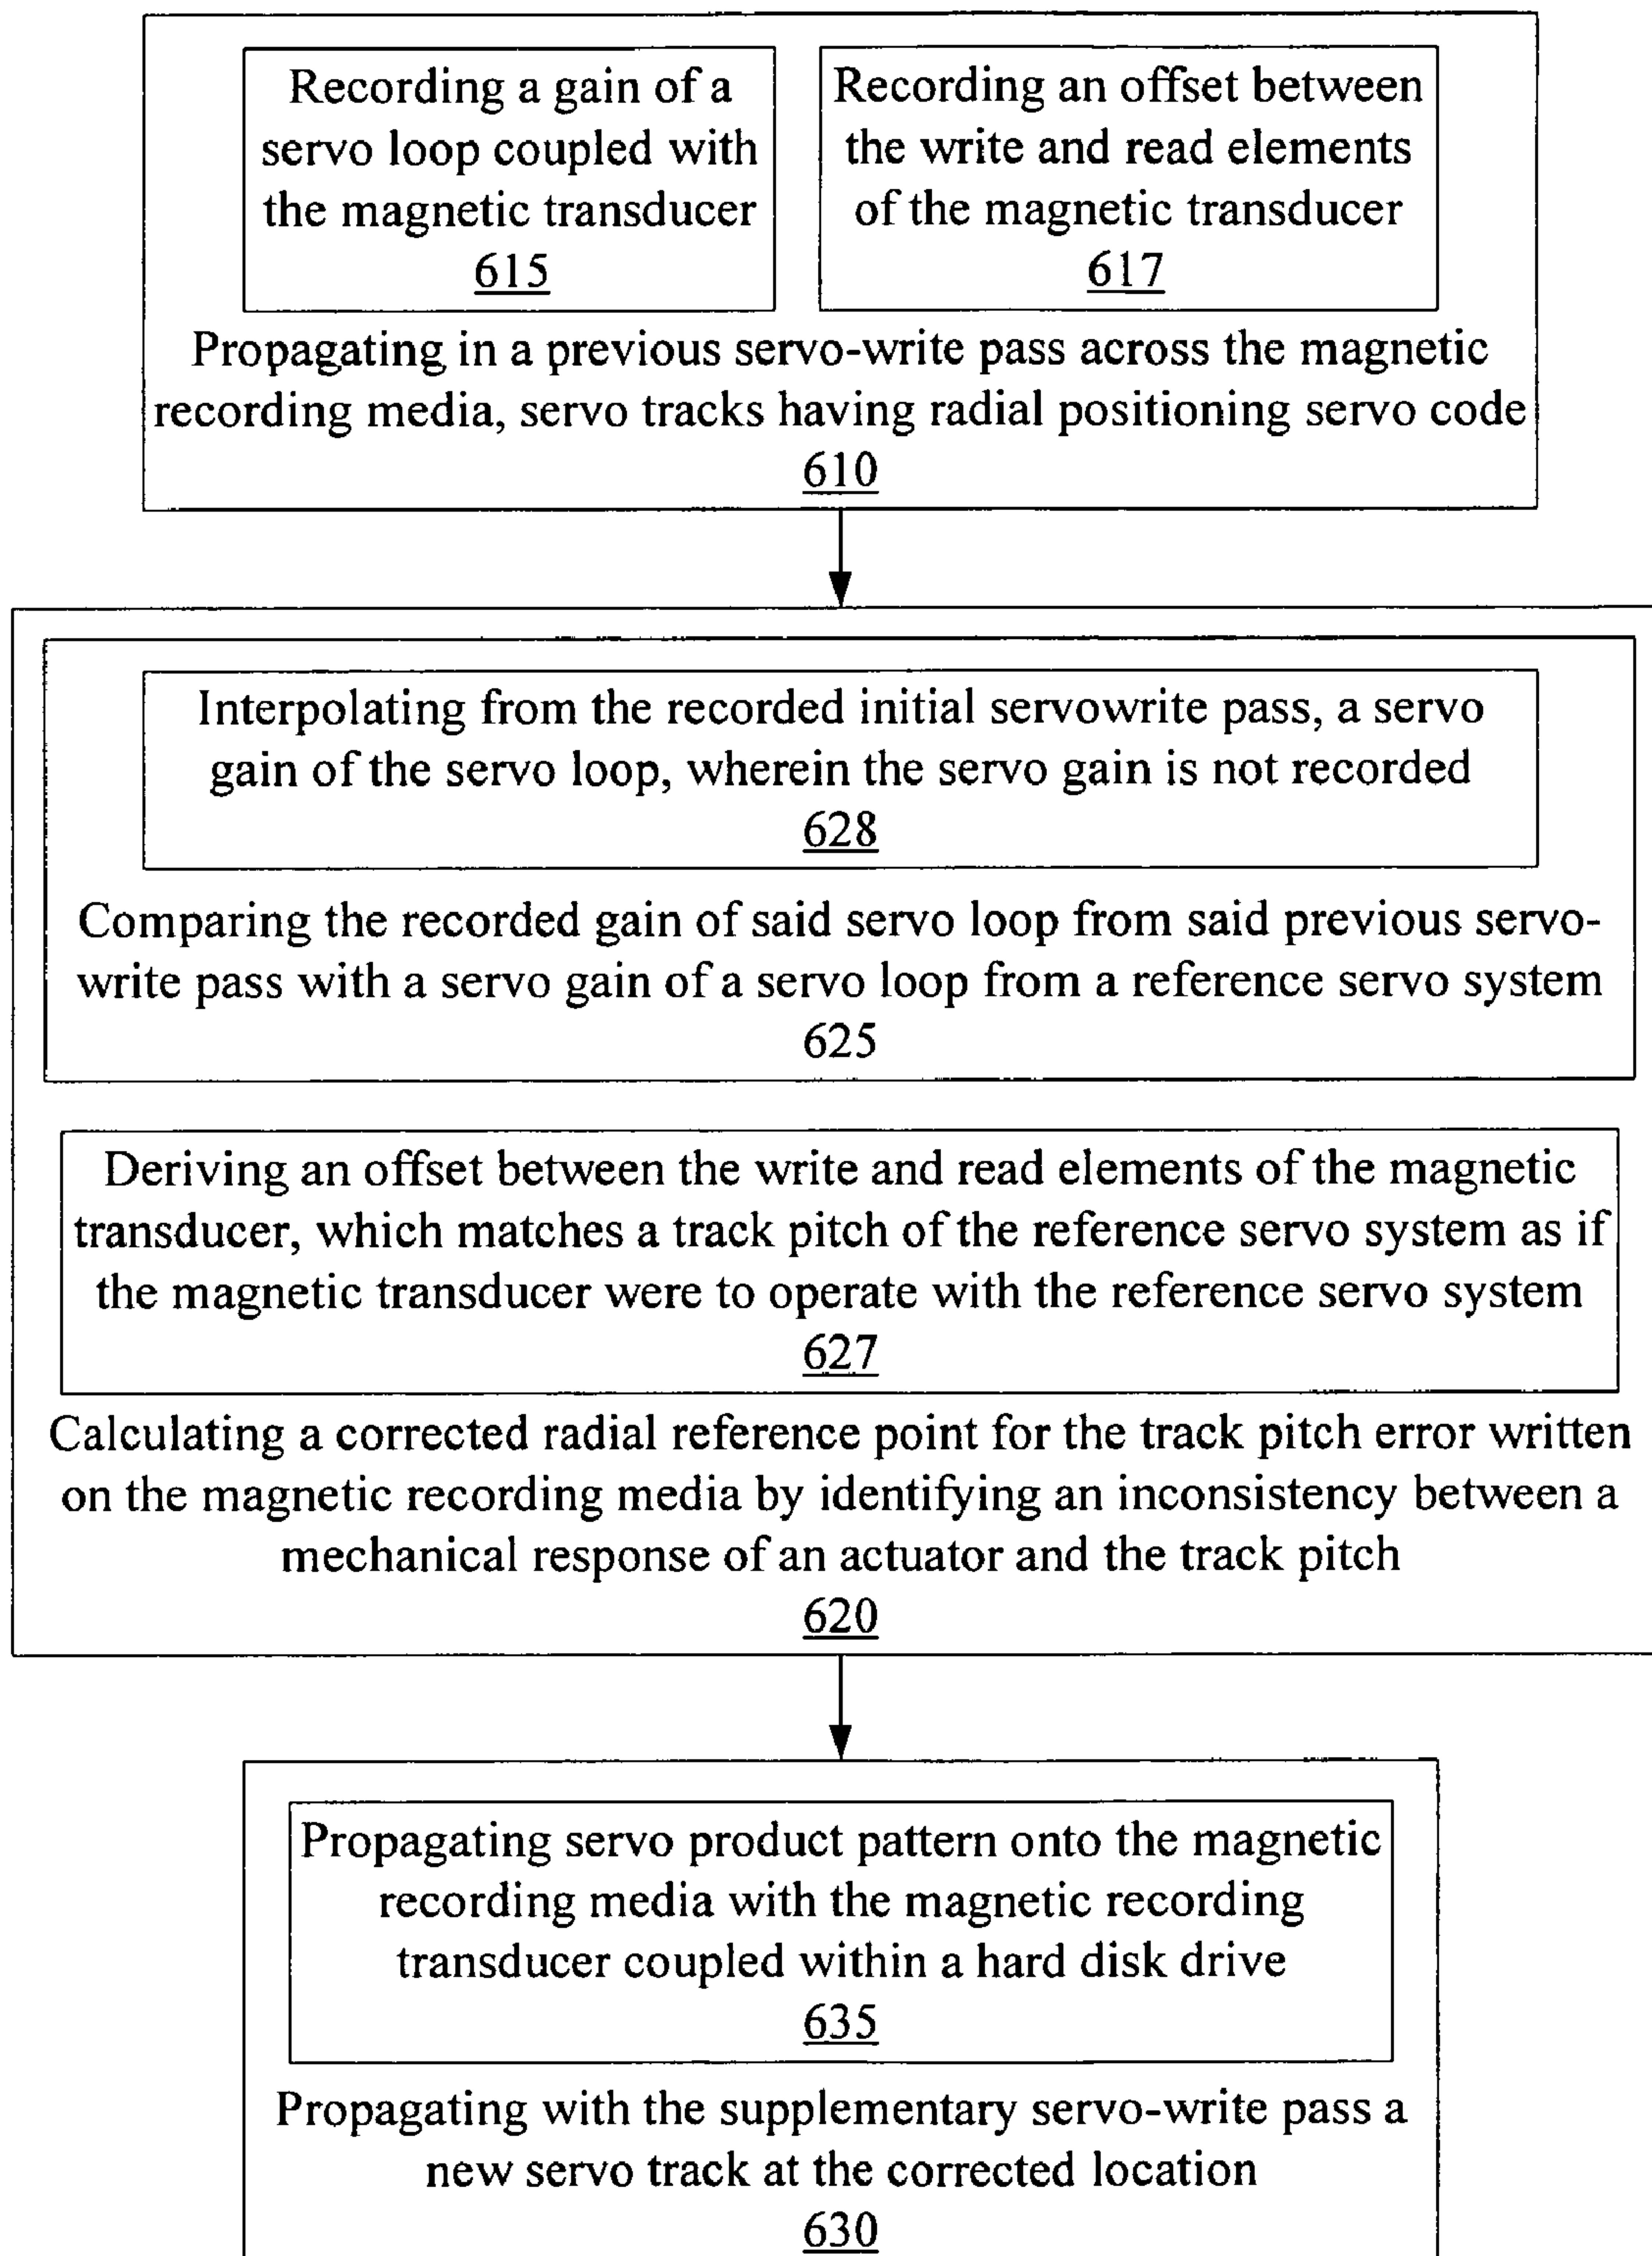 Recording a gain of a
servo loop coupled with
the magnetic transducer
615
Recording an offset between
the write and read elements
of the magnetic transducer
617
Propagating in a previous servo-write pass across the magnetic
recording media, servo tracks having radial positioning servo code
610
Interpolating from the recorded initial servowrite pass, a servo
gain of the servo loop, wherein the servo gain is not recorded
628
Comparing the recorded gain of said servo loop from said previous servo-
write pass with a servo gain of a servo loop from a reference servo system
625
Deriving an offset between the write and read elements of the magnetic
transducer, which matches a track pitch of the reference servo system as if
the magnetic transducer were to operate with the reference servo system
627
Calculating a corrected radial reference point for the track pitch error written
on the magnetic recording media by identifying an inconsistency between a
mechanical response of an actuator and the track pitch
620
Propagating servo product pattern onto the magnetic
recording media with the magnetic recording
transducer coupled within a hard disk drive
635
Propagating with the supplementary servo-write pass a
new servo track at the corrected location
630